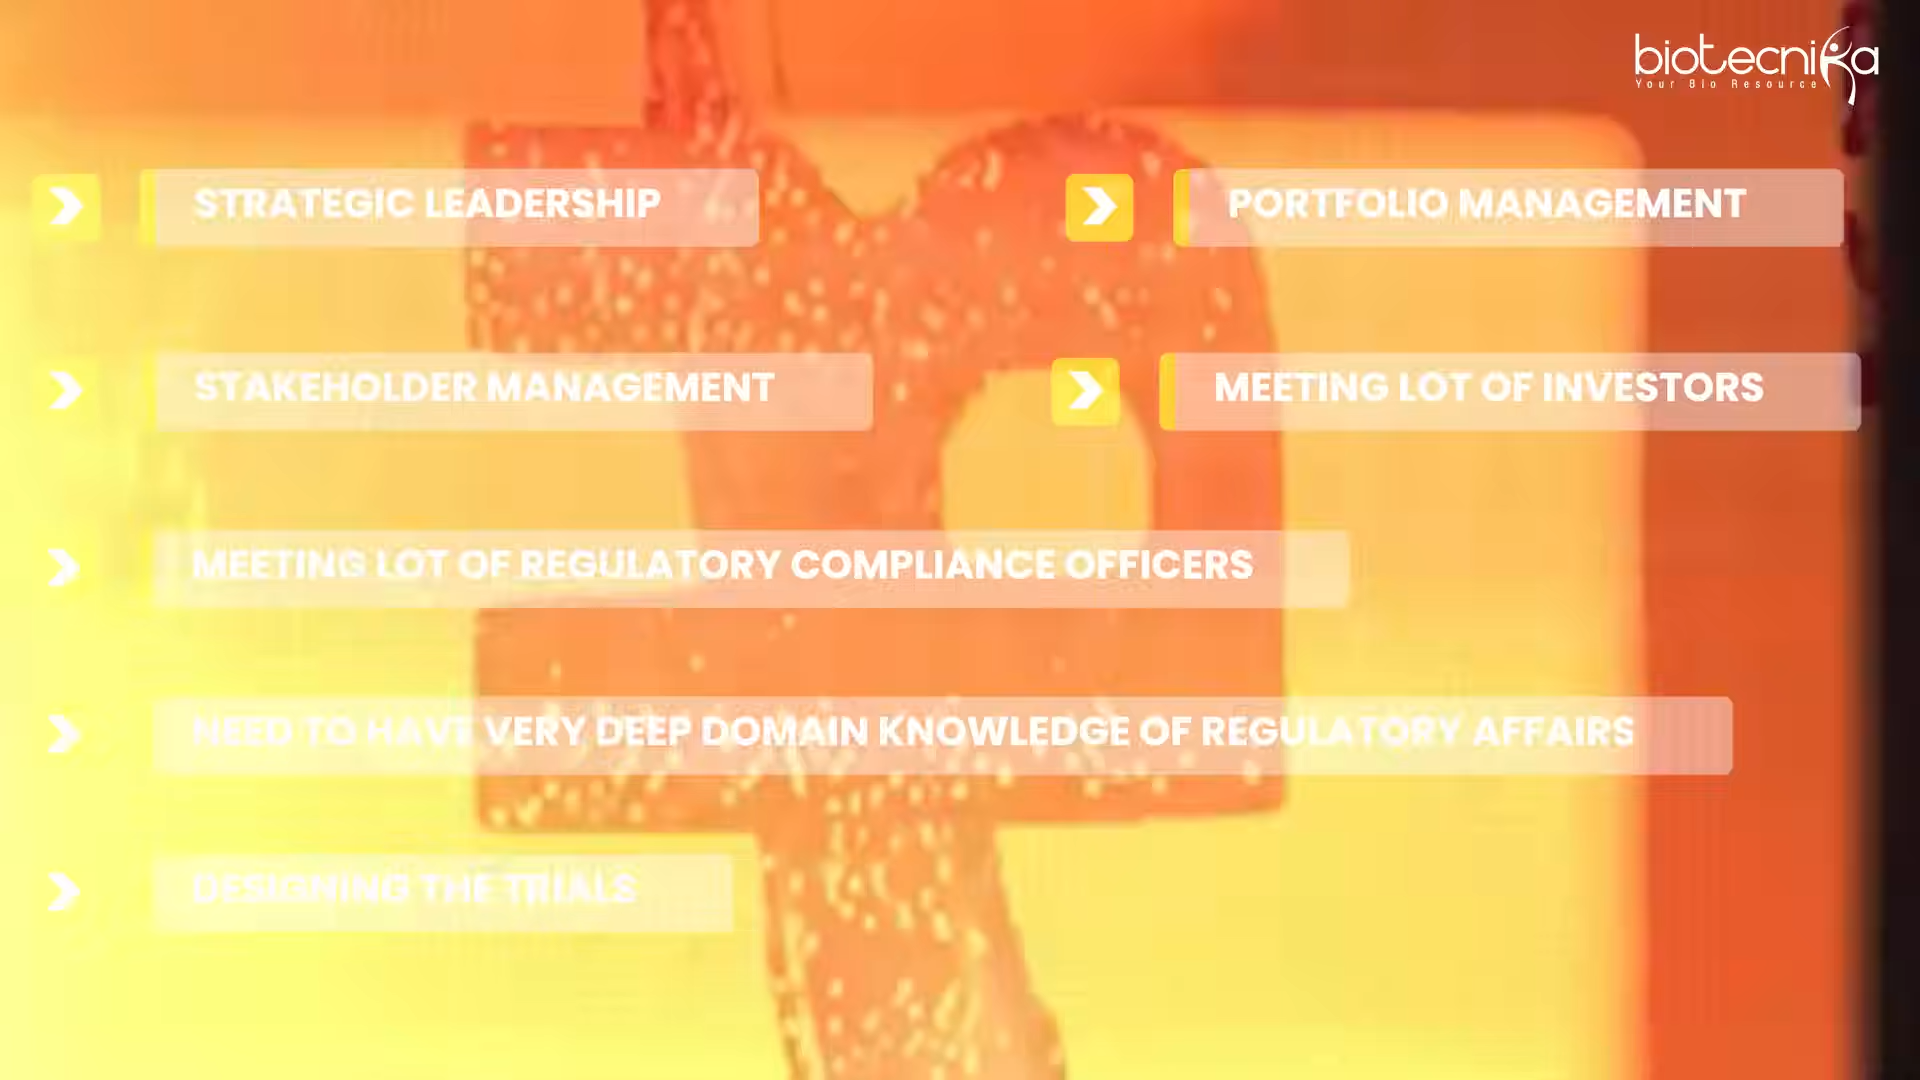 biotecnika
Your Bio Resource
STRATEGIC LEADERSHIP
PORTFOLIO MANAGEMENT
STAKEHOLDER MANAGEMENT
MEETING LOT OF INVESTORS
MEETING LOT OF REGULATORY COMPLIANCE OFFICERS
NEED TO HAVE VERY DEEP DOMAIN KNOWLEDGE OF REGULATORY AFFAIRS
DESIGNING THE TRIALS